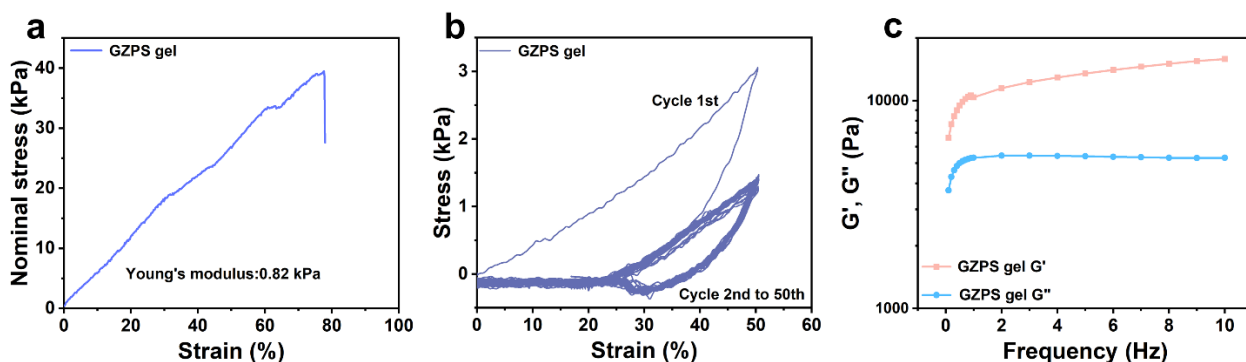 a
GZPS gel
Nominal stress (kPa)
40
30
20
10
0
Young's modulus:0.82 kPa
0 20 40 60 80 100
Strain (%)
b
GZPS gel
Stress (kPa)
3
2
1
0
Cycle 1st
Cycle 2nd to 50th
0 10 20 30 40 50 60
Strain (%)
c
G', G'' (Pa)
10000
1000
GZPS gel G'
GZPS gel G''
0 2 4 6 8 10
Frequency (Hz)